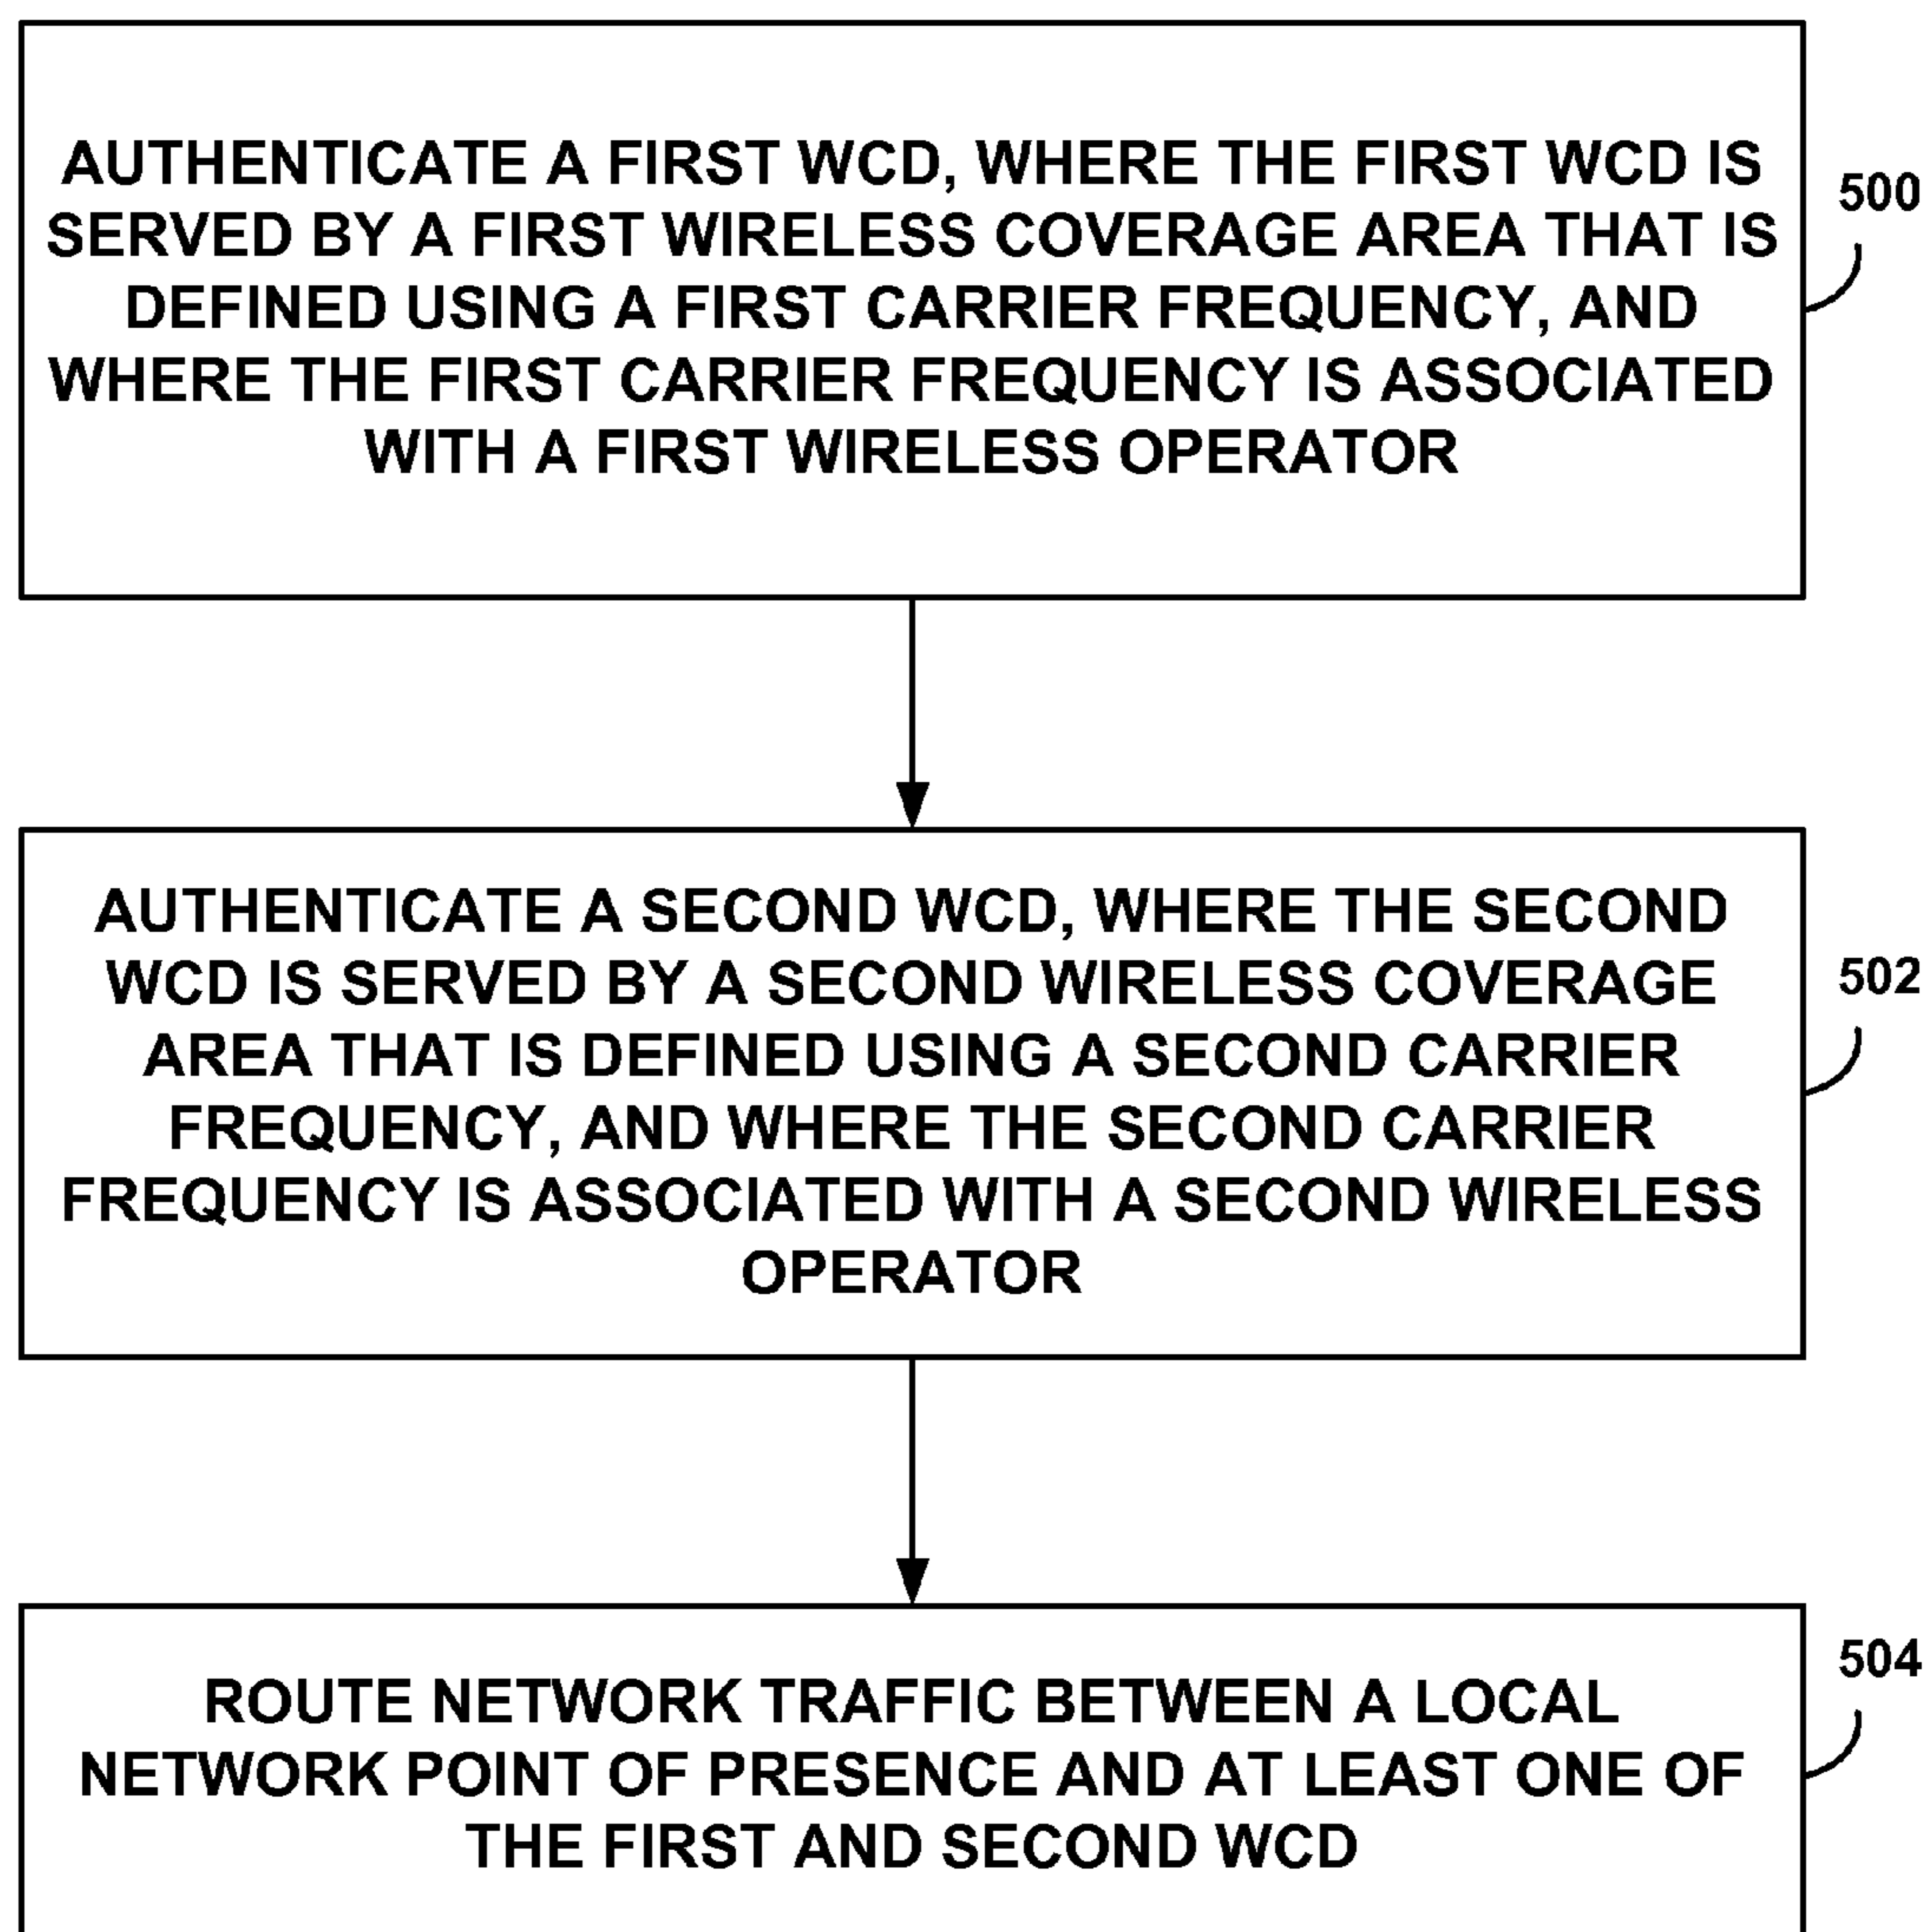 AUTHENTICATE A FIRST WCD, WHERE THE FIRST WCD IS
SERVED BY A FIRST WIRELESS COVERAGE AREA THAT IS
DEFINED USING A FIRST CARRIER FREQUENCY, AND
WHERE THE FIRST CARRIER FREQUENCY IS ASSOCIATED
WITH A FIRST WIRELESS OPERATOR
500
AUTHENTICATE A SECOND WCD, WHERE THE SECOND
WCD IS SERVED BY A SECOND WIRELESS COVERAGE
AREA THAT IS DEFINED USING A SECOND CARRIER
FREQUENCY, AND WHERE THE SECOND CARRIER
FREQUENCY IS ASSOCIATED WITH A SECOND WIRELESS
OPERATOR
502
ROUTE NETWORK TRAFFIC BETWEEN A LOCAL
NETWORK POINT OF PRESENCE AND AT LEAST ONE OF
THE FIRST AND SECOND WCD
504